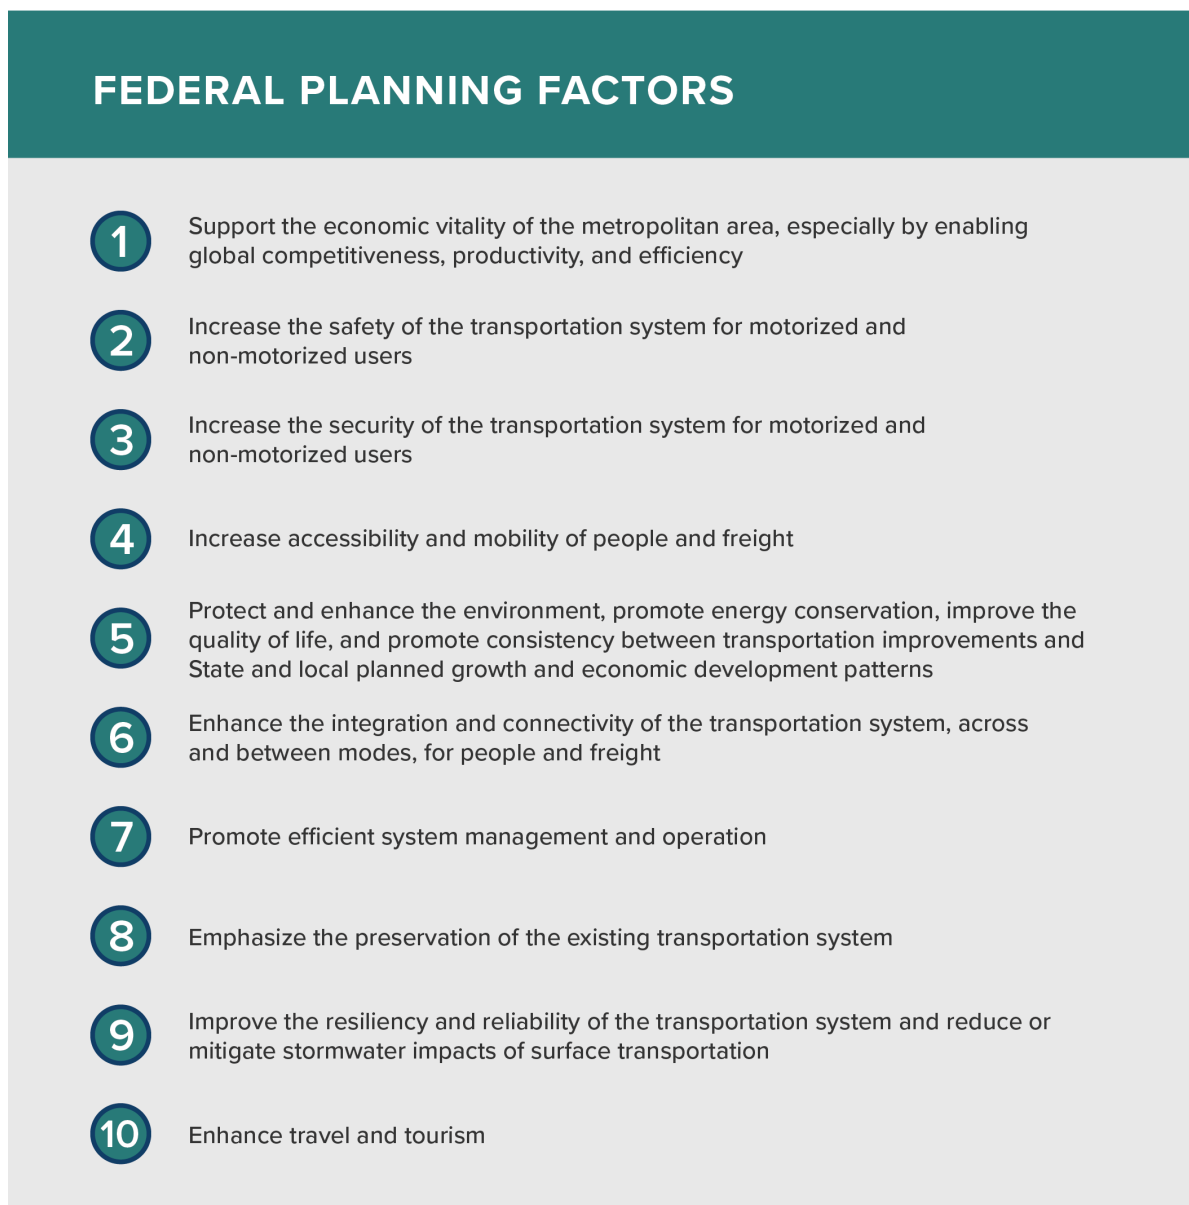 FEDERAL PLANNING FACTORS
1
Support the economic vitality of the metropolitan area, especially by enabling
global competitiveness, productivity, and efficiency
2
Increase the safety of the transportation system for motorized and
non-motorized users
3
Increase the security of the transportation system for motorized and
non-motorized users
4
Increase accessibility and mobility of people and freight
5
Protect and enhance the environment, promote energy conservation, improve the
quality of life, and promote consistency between transportation improvements and
State and local planned growth and economic development patterns
6
Enhance the integration and connectivity of the transportation system, across
and between modes, for people and freight
7
Promote efficient system management and operation
8
Emphasize the preservation of the existing transportation system
9
Improve the resiliency and reliability of the transportation system and reduce or
mitigate stormwater impacts of surface transportation
10
Enhance travel and tourism